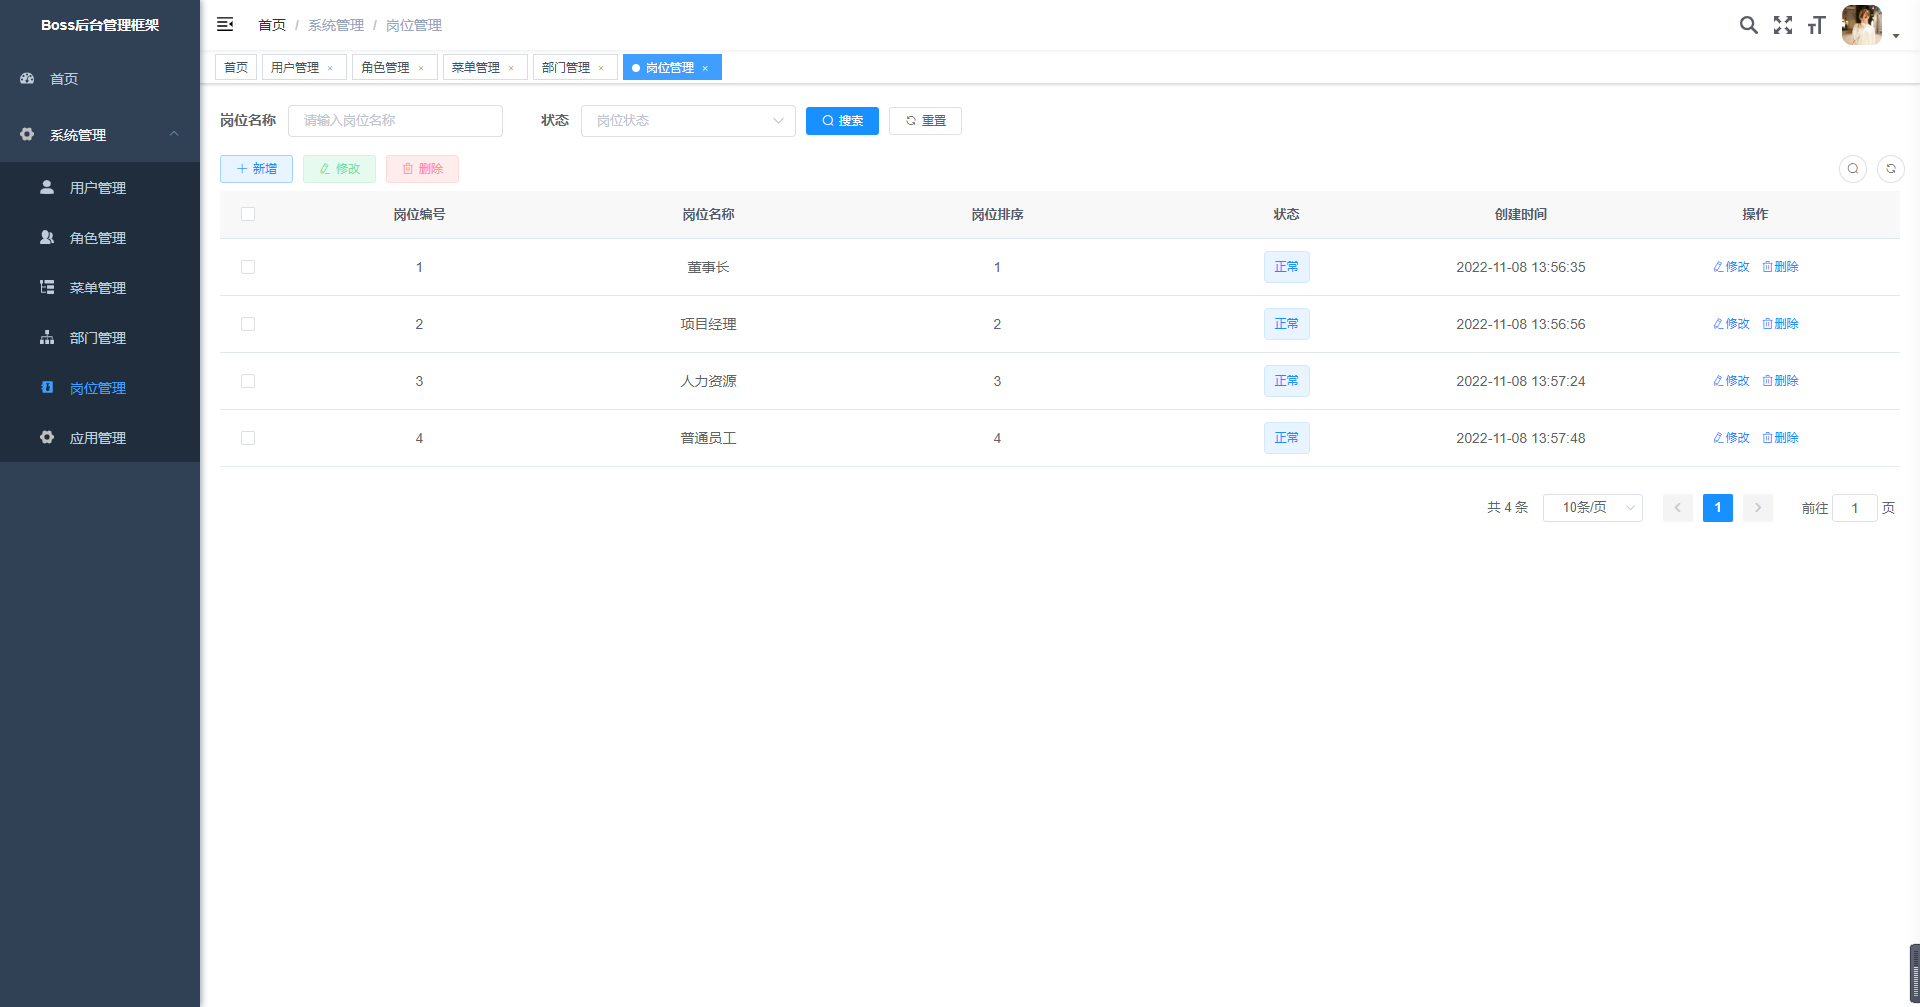 Boss后台管理框架
首页
系统管理
用户管理
角色管理
菜单管理
部门管理
岗位管理
应用管理
首页 / 系统管理 / 岗位管理
首页 用户管理 × 角色管理 × 菜单管理 × 部门管理 × 岗位管理 ×
岗位名称 请输入岗位名称 状态 岗位状态 搜索 重置
新增 修改 删除
岗位编号 岗位名称 岗位排序 状态 创建时间 操作
1 董事长 1 正常 2022-11-08 13:56:35 修改 删除
2 项目经理 2 正常 2022-11-08 13:56:56 修改 删除
3 人力资源 3 正常 2022-11-08 13:57:24 修改 删除
4 普通员工 4 正常 2022-11-08 13:57:48 修改 删除
共 4 条 10条/页 1 前往 1 页